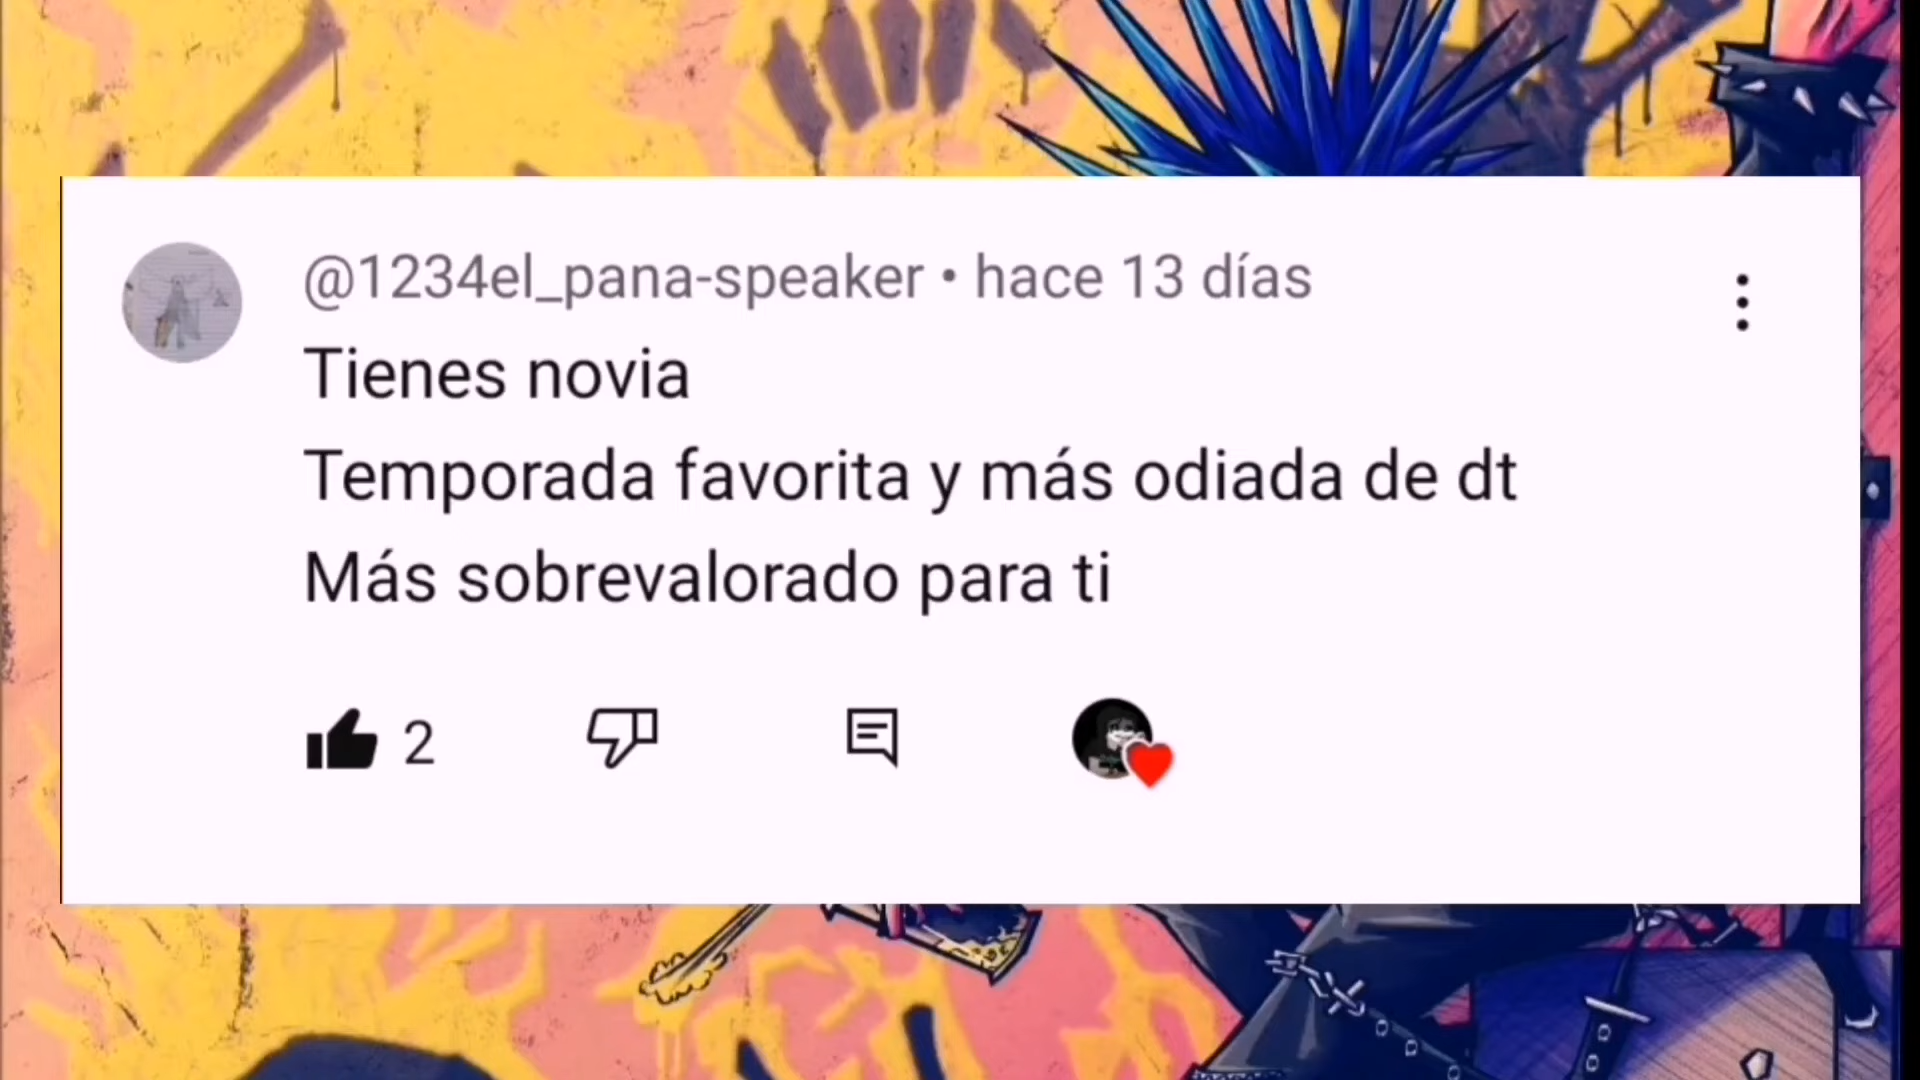 @1234el_pana-speaker • hace 13 días
Tienes novia
Temporada favorita y más odiada de dt
Más sobrevalorado para ti
2